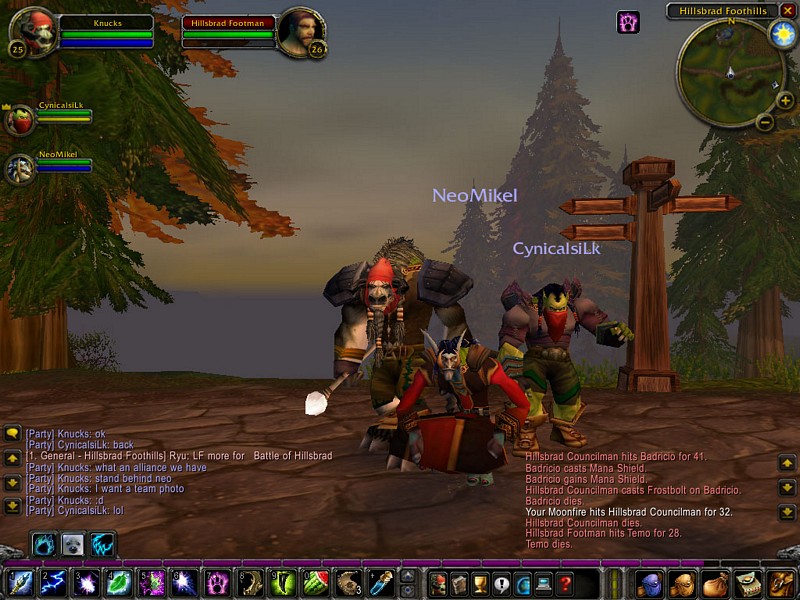 Knucks
25
Hillsbrad Footman
26
Hillsbrad Foothills
N
CynicalsiLk
NeoMikel
NeoMikel
CynicalsiLk
[Party] Knucks: ok
[Party] CynicalsiLk: back
[1. General - Hillsbrad Foothills] Ryu: LF more for Battle of Hillsbrad
[Party] Knucks: what an alliance we have
[Party] Knucks: stand behind neo
[Party] Knucks: I want a team photo
[Party] Knucks: :d
[Party] CynicalsiLk: lol
Hillsbrad Councilman hits Badricio for 41.
Badricio casts Mana Shield.
Badricio gains Mana Shield.
Hillsbrad Councilman casts Frostbolt on Badricio.
Badricio dies.
Your Moonfire hits Hillsbrad Councilman for 32.
Hillsbrad Councilman dies.
Hillsbrad Footman hits Temo for 28.
Temo dies.